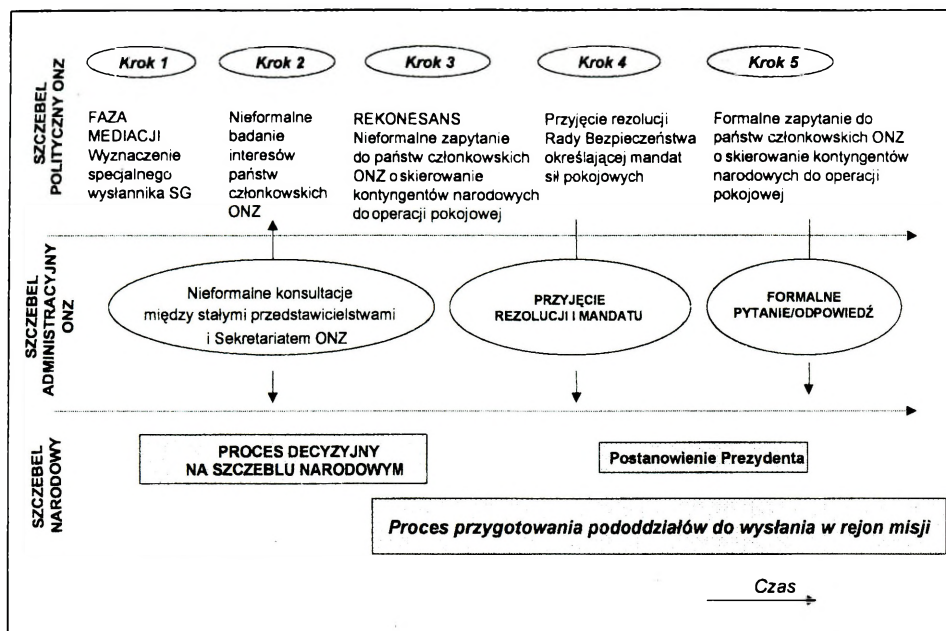 Krok 1
Krok 2
Krok 3
Krok 4
Krok 5
SZCZEBEL
POLITYCZNY ONZ
FAZA
MEDIACJI
Wyznaczenie
specjalnego
wysłannika SG
Nieformalne
badanie
interesów
państw
członkowskich
ONZ
REKONESANS
Nieformalne zapytanie
do państw członkowskich
ONZ o skierowanie
kontyngentów narodowych
do operacji pokojowej
Przyjęcie rezolucji
Rady Bezpieczeństwa
określającej mandat
sił pokojowych
Formalne zapytanie do
państw członkowskich ONZ
o skierowanie kontyngentów
narodowych do operacji
pokojowej
SZCZEBEL
ADMINISTRACYJNY
ONZ
Nieformalne konsultacje
między stałymi przedstawicielstwami
i Sekretariatem ONZ
PRZYJĘCIE
REZOLUCJI I MANDATU
FORMALNE
PYTANIE/ODPOWIEDŹ
SZCZEBEL
NARODOWY
PROCES DECYZYJNY
NA SZCZEBLU NARODOWYM
Postanowienie Prezydenta
Proces przygotowania pododdziałów do wysłania w rejon misji
Czas